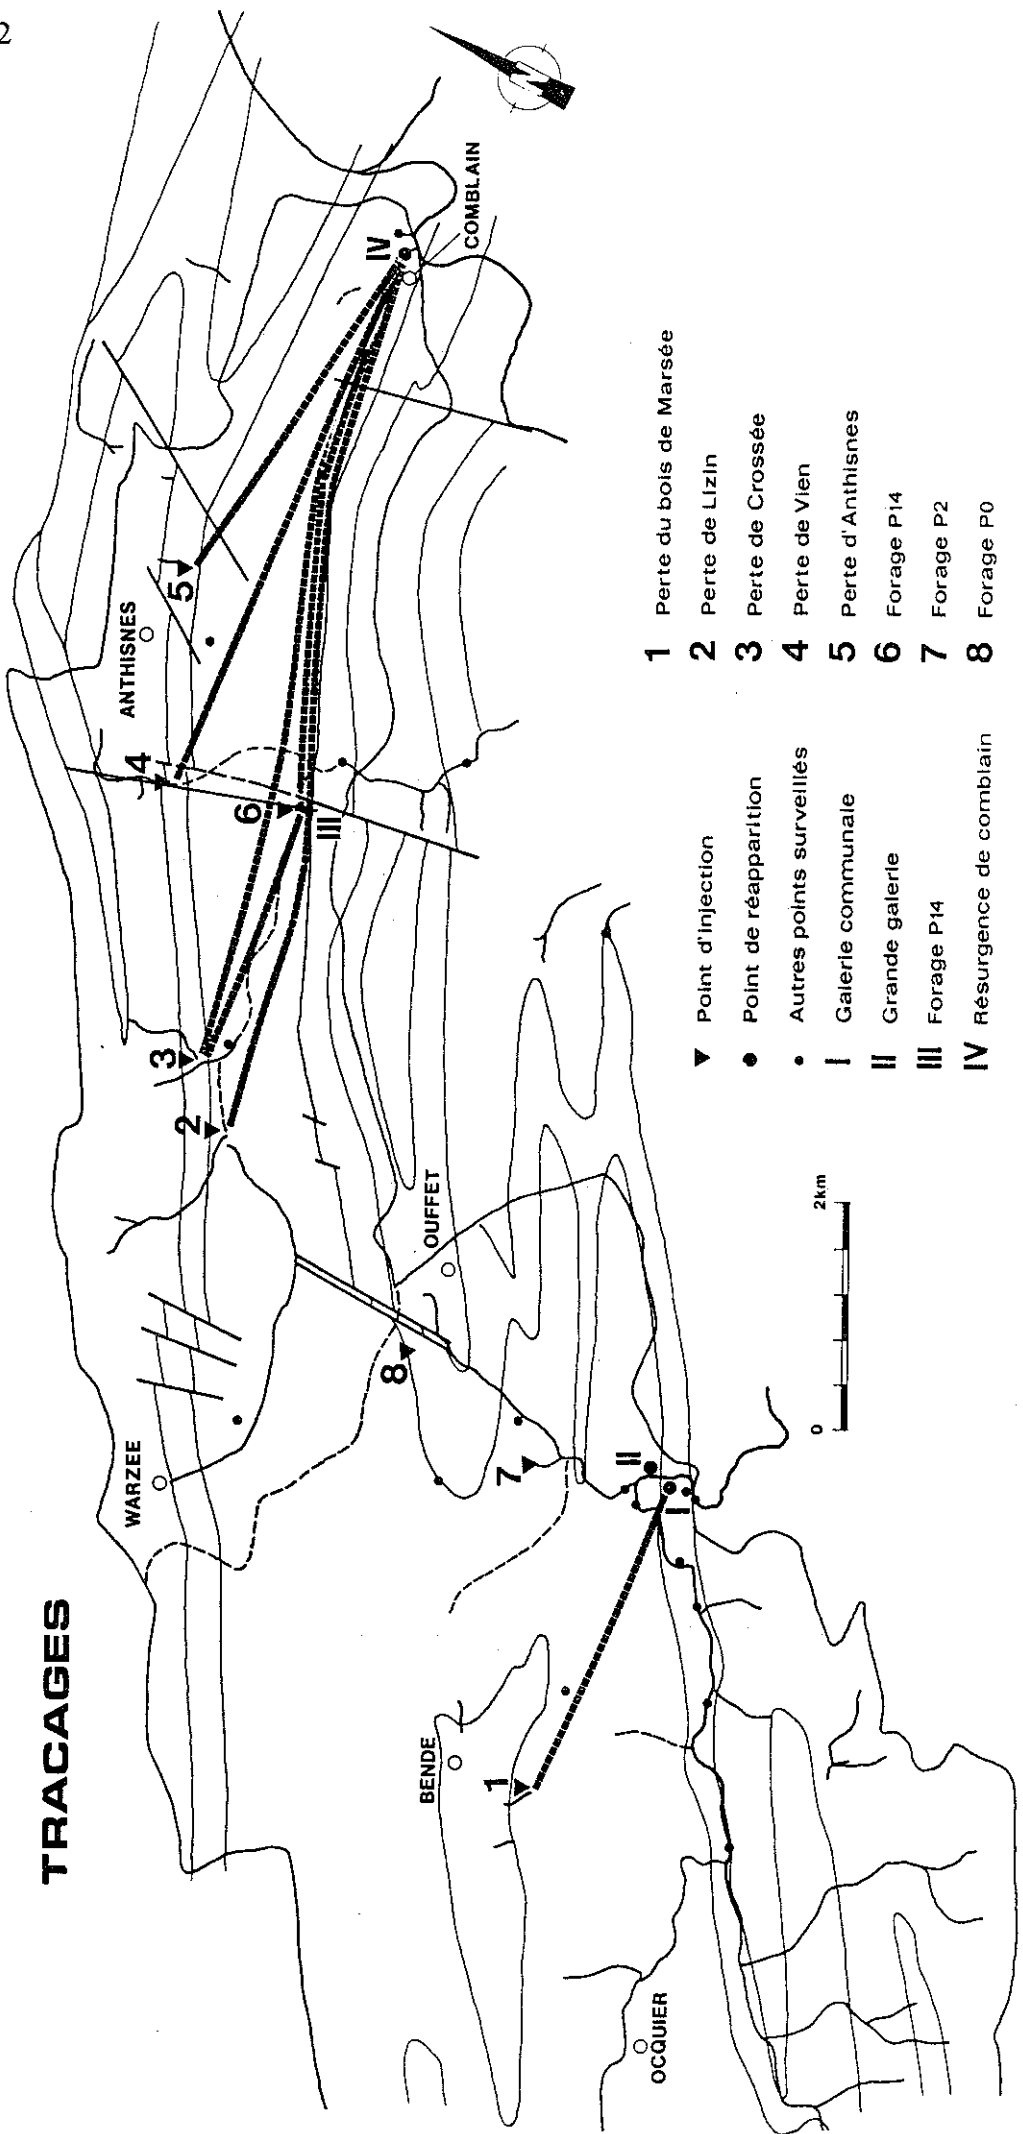 2
TRACAGES
WARZEE
ANTHISNES
BENDE
OUFFET
OCQUIER
COMBLAIN
N
1
2
3
4
5
6
7
8
I
II
III
IV
0 2km
▼ Point d'injection
● Point de réapparition
• Autres points surveillés
I Galerie communale
II Grande galerie
III Forage P14
IV Résurgence de comblain
1 Perte du bois de Marsée
2 Perte de Lizin
3 Perte de Crossée
4 Perte de Vien
5 Perte d'Anthisnes
6 Forage P14
7 Forage P2
8 Forage P0